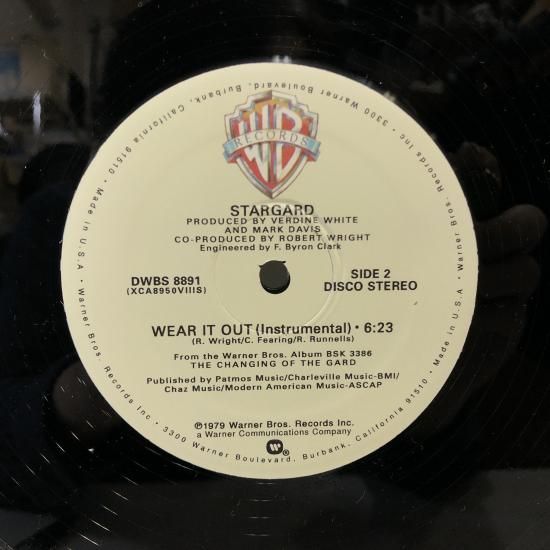 WB
RECORDS
STARGARD
PRODUCED BY VERDINE WHITE
AND MARK DAVIS
CO-PRODUCED BY ROBERT WRIGHT
Engineered by F. Byron Clark
DWBS 8891
(XCA8950VIIIS)
SIDE 2
DISCO STEREO
WEAR IT OUT (Instrumental) • 6:23
(R. Wright/C. Fearing/R. Runnells)
From the Warner Bros. Album BSK 3386
THE CHANGING OF THE GARD
Published by Patmos Music/Charleville Music-BMI/
Chaz Music/Modern American Music-ASCAP
℗1979 Warner Bros. Records Inc.
a Warner Communications Company
W®
Made in U.S.A. • Warner Bros. Records Inc • 3300 Warner Boulevard, Burbank, California 91510 • Made in U.S.A. • Warner Bros. Records Inc • 3300 Warner Boulevard, Burbank, California 91510 •